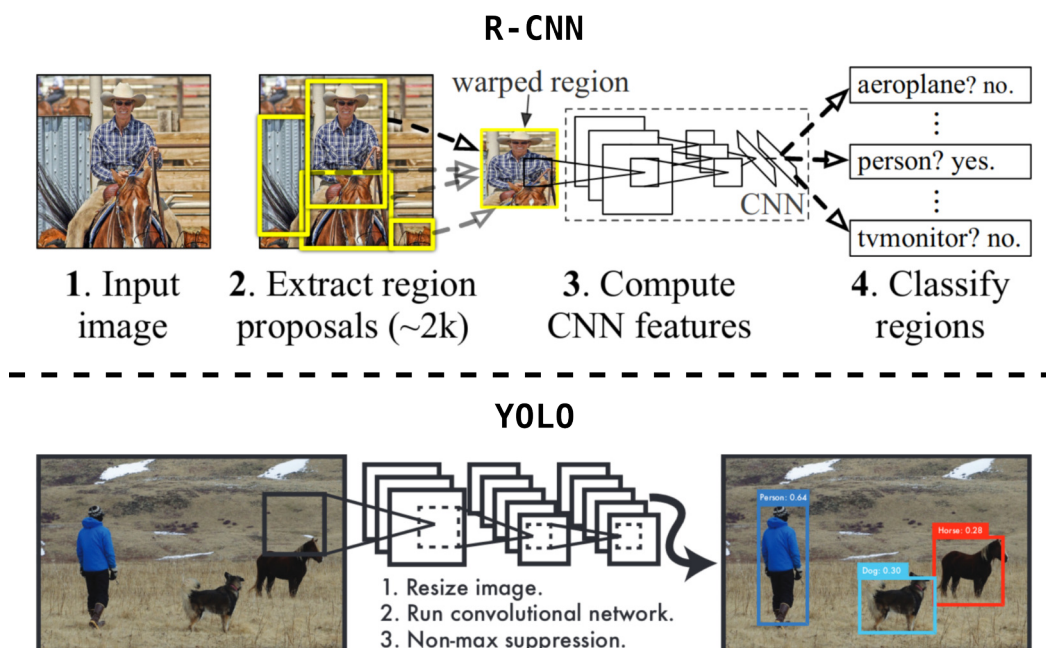 R-CNN
warped region
aeroplane? no.
person? yes.
CNN
tvmonitor? no.
1. Input
image
2. Extract region
proposals (~2k)
3. Compute
CNN features
4. Classify
regions
YOLO
1. Resize image.
2. Run convolutional network.
3. Non-max suppression.
Person: 0.64
Horse: 0.28
Dog: 0.30